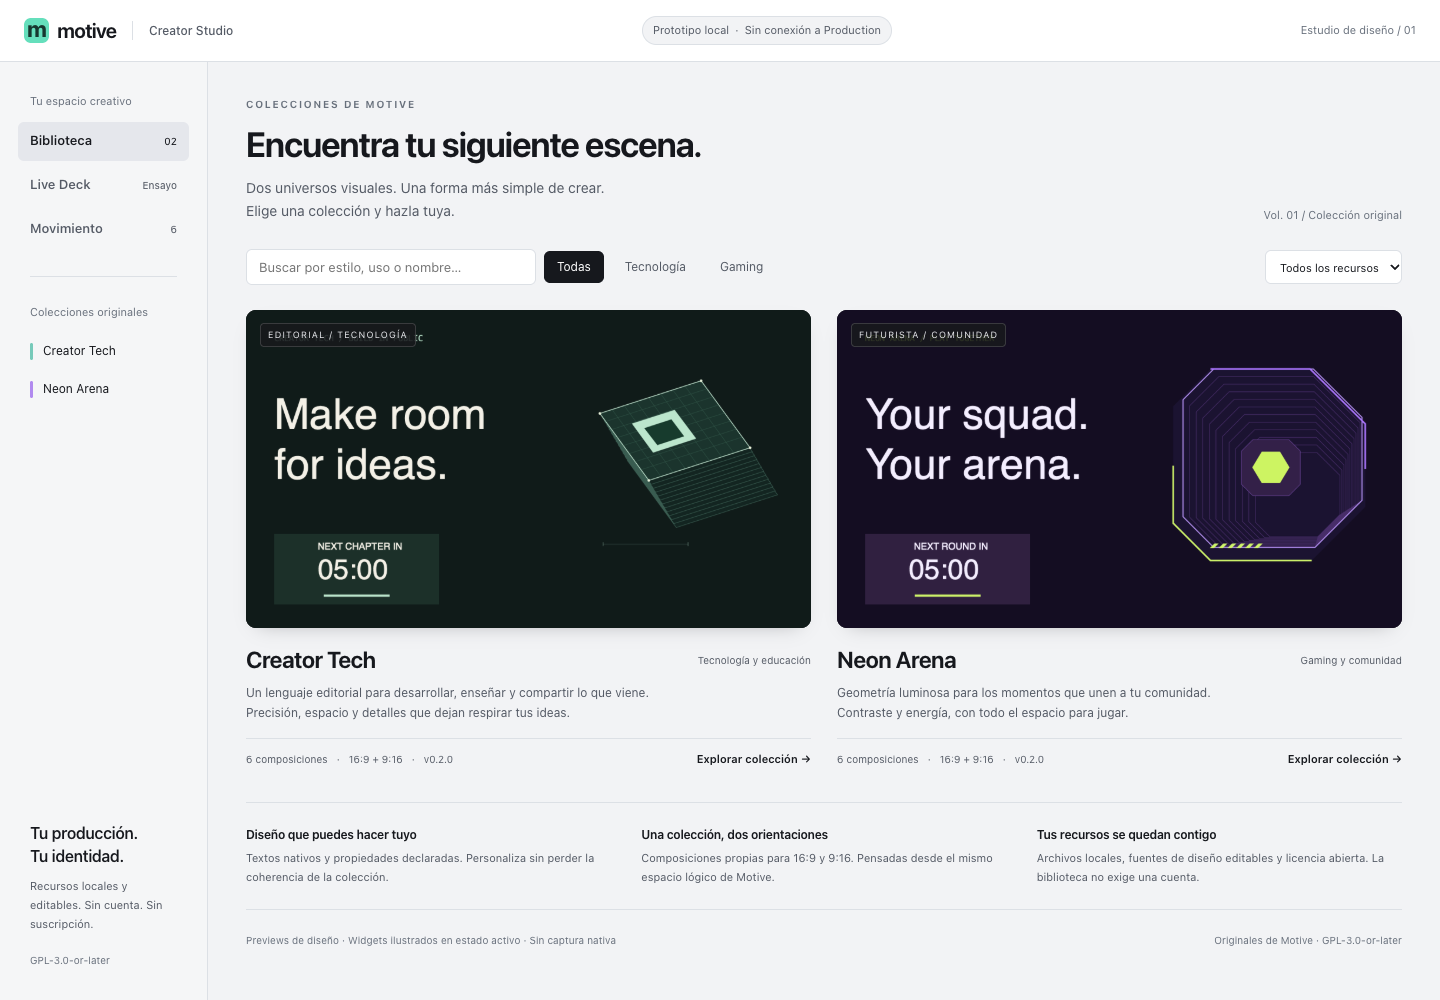 m motive
Creator Studio
Prototipo local · Sin conexión a Production
Estudio de diseño / 01
Tu espacio creativo
Biblioteca 02
Live Deck Ensayo
Movimiento 6
Colecciones originales
Creator Tech
Neon Arena
Tu producción.
Tu identidad.
Recursos locales y
editables. Sin cuenta. Sin
suscripción.
GPL-3.0-or-later
COLECCIONES DE MOTIVE
Encuentra tu siguiente escena.
Dos universos visuales. Una forma más simple de crear.
Elige una colección y hazla tuya.
Vol. 01 / Colección original
Buscar por estilo, uso o nombre...
Todas
Tecnología
Gaming
Todos los recursos
EDITORIAL / TECNOLOGÍA
Make room
for ideas.
NEXT CHAPTER IN
05:00
FUTURISTA / COMUNIDAD
Your squad.
Your arena.
NEXT ROUND IN
05:00
Creator Tech
Tecnología y educación
Un lenguaje editorial para desarrollar, enseñar y compartir lo que viene.
Precisión, espacio y detalles que dejan respirar tus ideas.
6 composiciones · 16:9 + 9:16 · v0.2.0
Explorar colección →
Neon Arena
Gaming y comunidad
Geometría luminosa para los momentos que unen a tu comunidad.
Contraste y energía, con todo el espacio para jugar.
6 composiciones · 16:9 + 9:16 · v0.2.0
Explorar colección →
Diseño que puedes hacer tuyo
Textos nativos y propiedades declaradas. Personaliza sin perder la
coherencia de la colección.
Una colección, dos orientaciones
Composiciones propias para 16:9 y 9:16. Pensadas desde el mismo
espacio lógico de Motive.
Tus recursos se quedan contigo
Archivos locales, fuentes de diseño editables y licencia abierta. La
biblioteca no exige una cuenta.
Previews de diseño · Widgets ilustrados en estado activo · Sin captura nativa
Originales de Motive · GPL-3.0-or-later